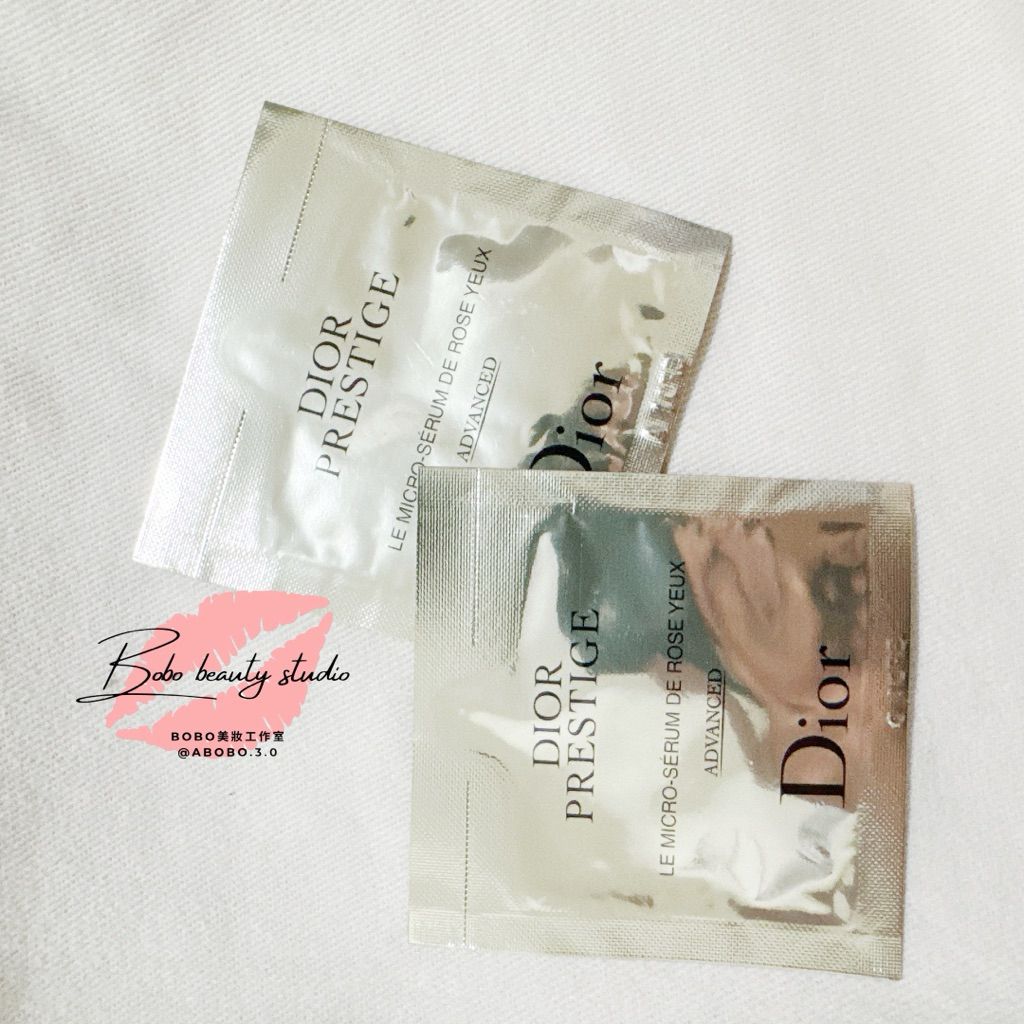 DIOR
PRESTIGE
LE MICRO-SÉRUM DE ROSE YEUX
ADVANCED
Dior
DIOR
PRESTIGE
LE MICRO-SÉRUM DE ROSE YEUX
ADVANCED
Dior
Bobo beauty studio
BOBO美妝工作室
@ABOBO.3.0